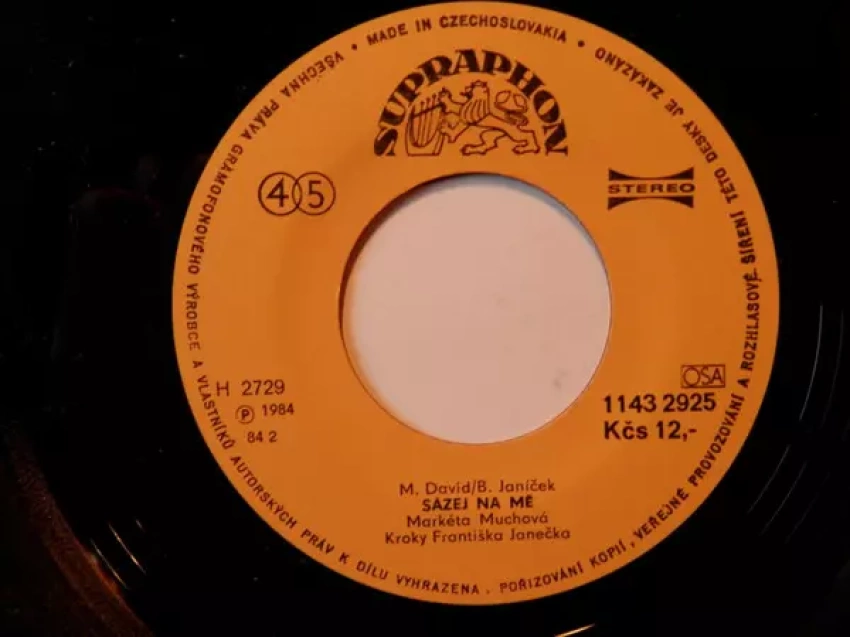 VŠECHNA PRÁVA GRAMOFONOVÉHO VÝROBCE A VLASTNÍKŮ AUTORSKÝCH PRÁV K DÍLU VYHRAZENA. POŘIZOVÁNÍ KOPIÍ, VEŘEJNÉ PROVOZOVÁNÍ A ROZHLASOVÉ ŠÍŘENÍ TÉTO DESKY JE ZAKÁZÁNO • MADE IN CZECHOSLOVAKIA •
SUPRAPHON
45
STEREO
H 2729
Ⓟ 1984
84 2
OSA
1143 2925
Kčs 12,-
M. David/B. Janíček
SÁZEJ NA MĚ
Markéta Muchová
Kroky Františka Janečka